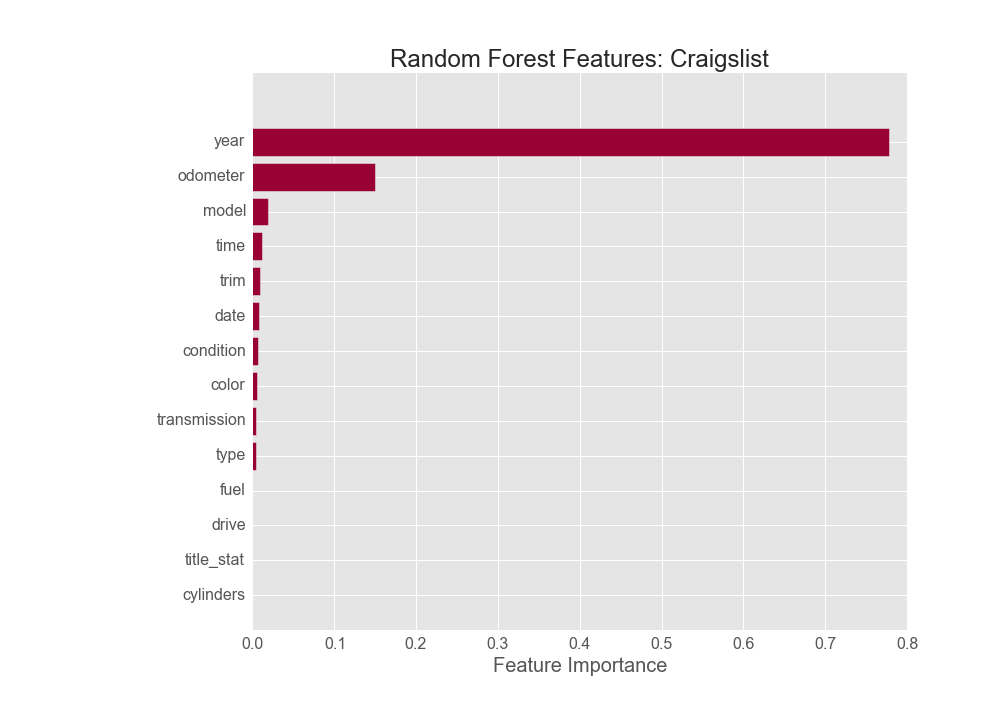 Random Forest Features: Craigslist
year
odometer
model
time
trim
date
condition
color
transmission
type
fuel
drive
title_stat
cylinders
0.0 0.1 0.2 0.3 0.4 0.5 0.6 0.7 0.8
Feature Importance